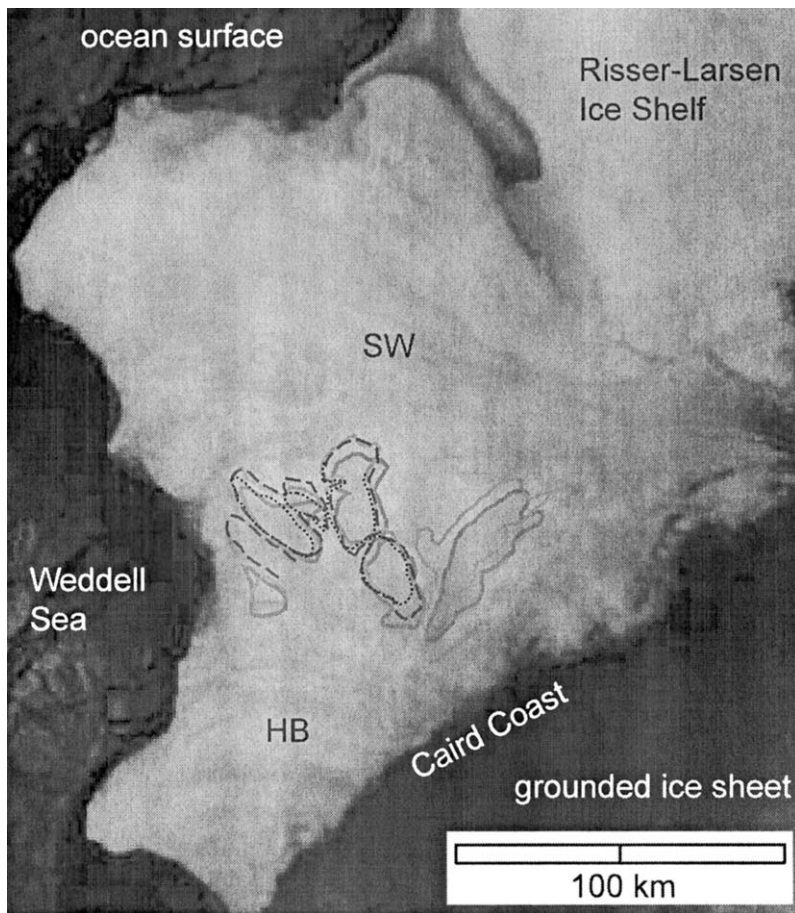 ocean surface
Risser-Larsen
Ice Shelf
SW
Weddell
Sea
HB
Caird Coast
grounded ice sheet
100 km